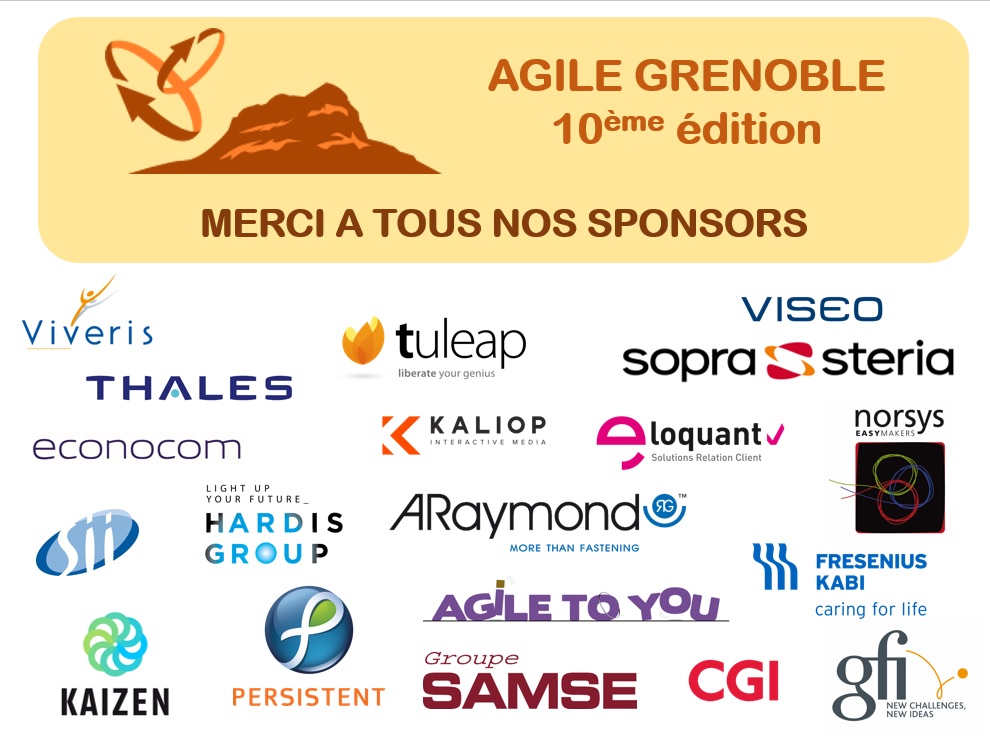 AGILE GRENOBLE
10ème édition
MERCI A TOUS NOS SPONSORS
Viveris
tuleap
liberate your genius
VISEO
sopra steria
THALES
KALIOP
INTERACTIVE MEDIA
eloquant
Solutions Relation Client
norsys
EASYMAKERS
econocom
LIGHT UP
YOUR FUTURE_
HARDIS
GROUP
ARaymond RG™
MORE THAN FASTENING
sii
FRESENIUS
KABI
caring for life
AGiLE TO YOU
KAIZEN
PERSISTENT
Groupe
SAMSE
CGI
gfi
NEW CHALLENGES,
NEW IDEAS